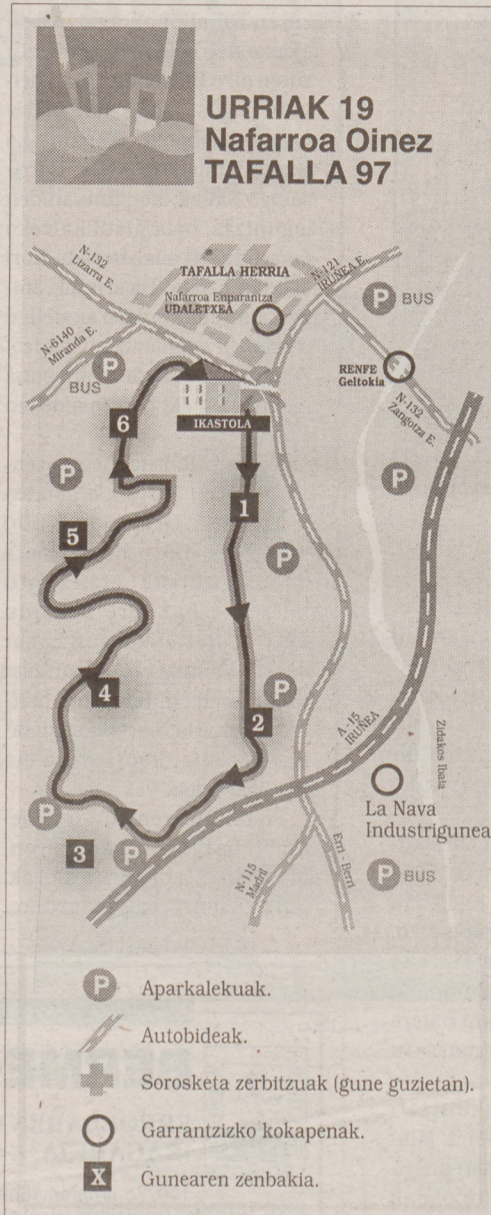 URRIAK 19
Nafarroa Oinez
TAFALLA 97
N-132
Lizarra E.
TAFALLA HERRIA
N-121
IRUÑEA E.
Nafarroa Enparantza
UDALETXEA
P BUS
N-6140
Miranda E.
P
BUS
RENFE
Geltokia
N-132
Zangotza E.
6
IKASTOLA
P
P
1
5
P
4
P
2
A-15
IRUÑEA
Zidakos Ibaia
La Nava
Industrigunea
P
3
P
N-115
Madril
Erri-Berri
P BUS
P Aparkalekuak.
Autobideak.
Sorosketa zerbitzuak (gune guzietan).
Garrantzizko kokapenak.
X Gunearen zenbakia.